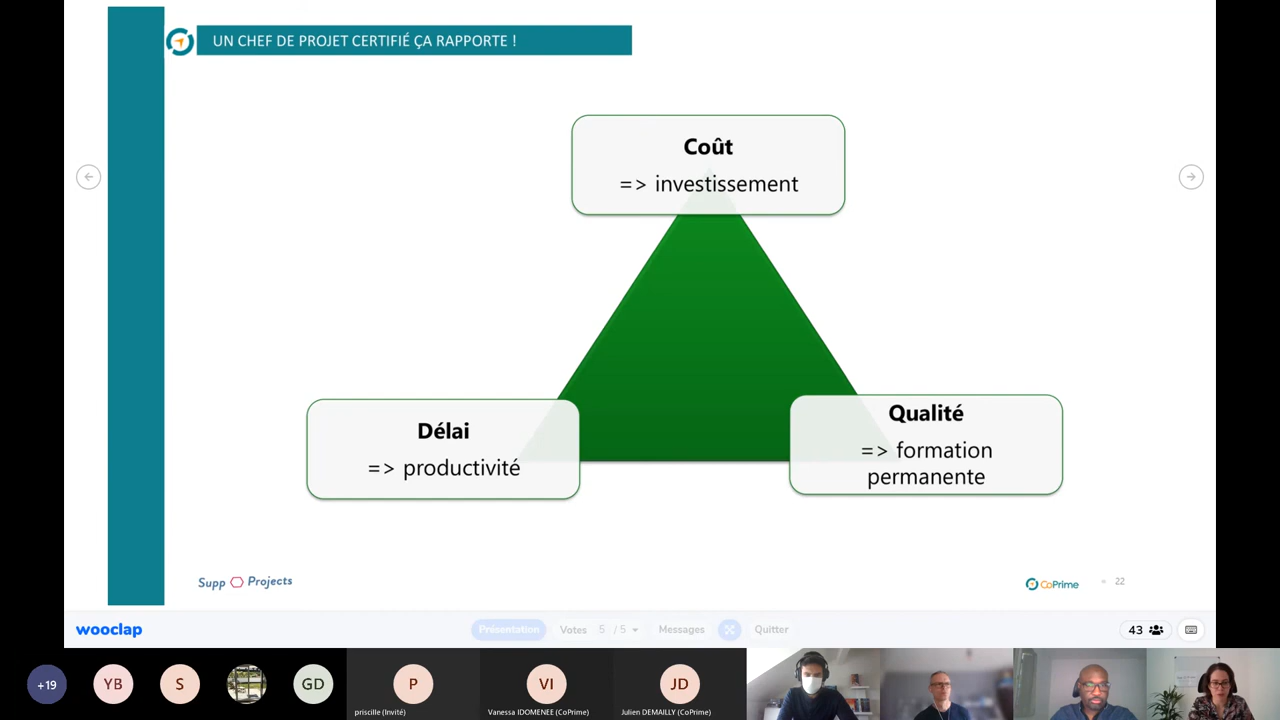 UN CHEF DE PROJET CERTIFIÉ ÇA RAPPORTE !
Coût
=> investissement
Délai
=> productivité
Qualité
=> formation
permanente
Supp Projects
CoPrime
22
wooclap
Présentation
Votes 5 / 5
Messages
Quitter
43
+19
YB
S
GD
P
priscille (Invité)
VI
Vanessa IDOMENEE (CoPrime)
JD
Julien DEMAILLY (CoPrime)